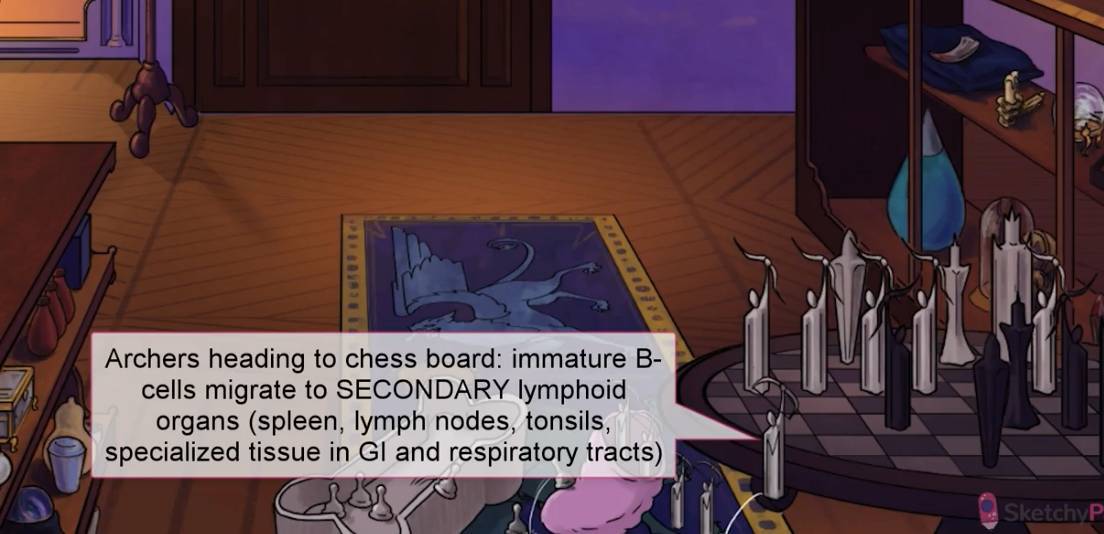 Archers heading to chess board: immature B-
cells migrate to SECONDARY lymphoid
organs (spleen, lymph nodes, tonsils,
specialized tissue in GI and respiratory tracts)
SketchyP